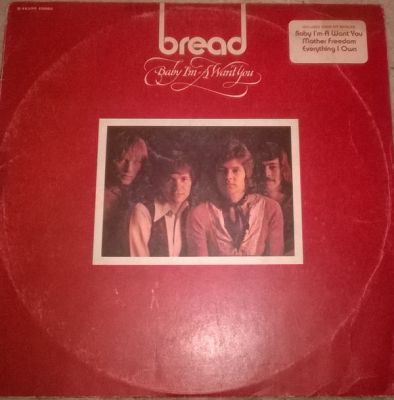 bread
Baby I'm-A Want You
Baby I'm-A Want You
Mother Freedom
Everything I Own